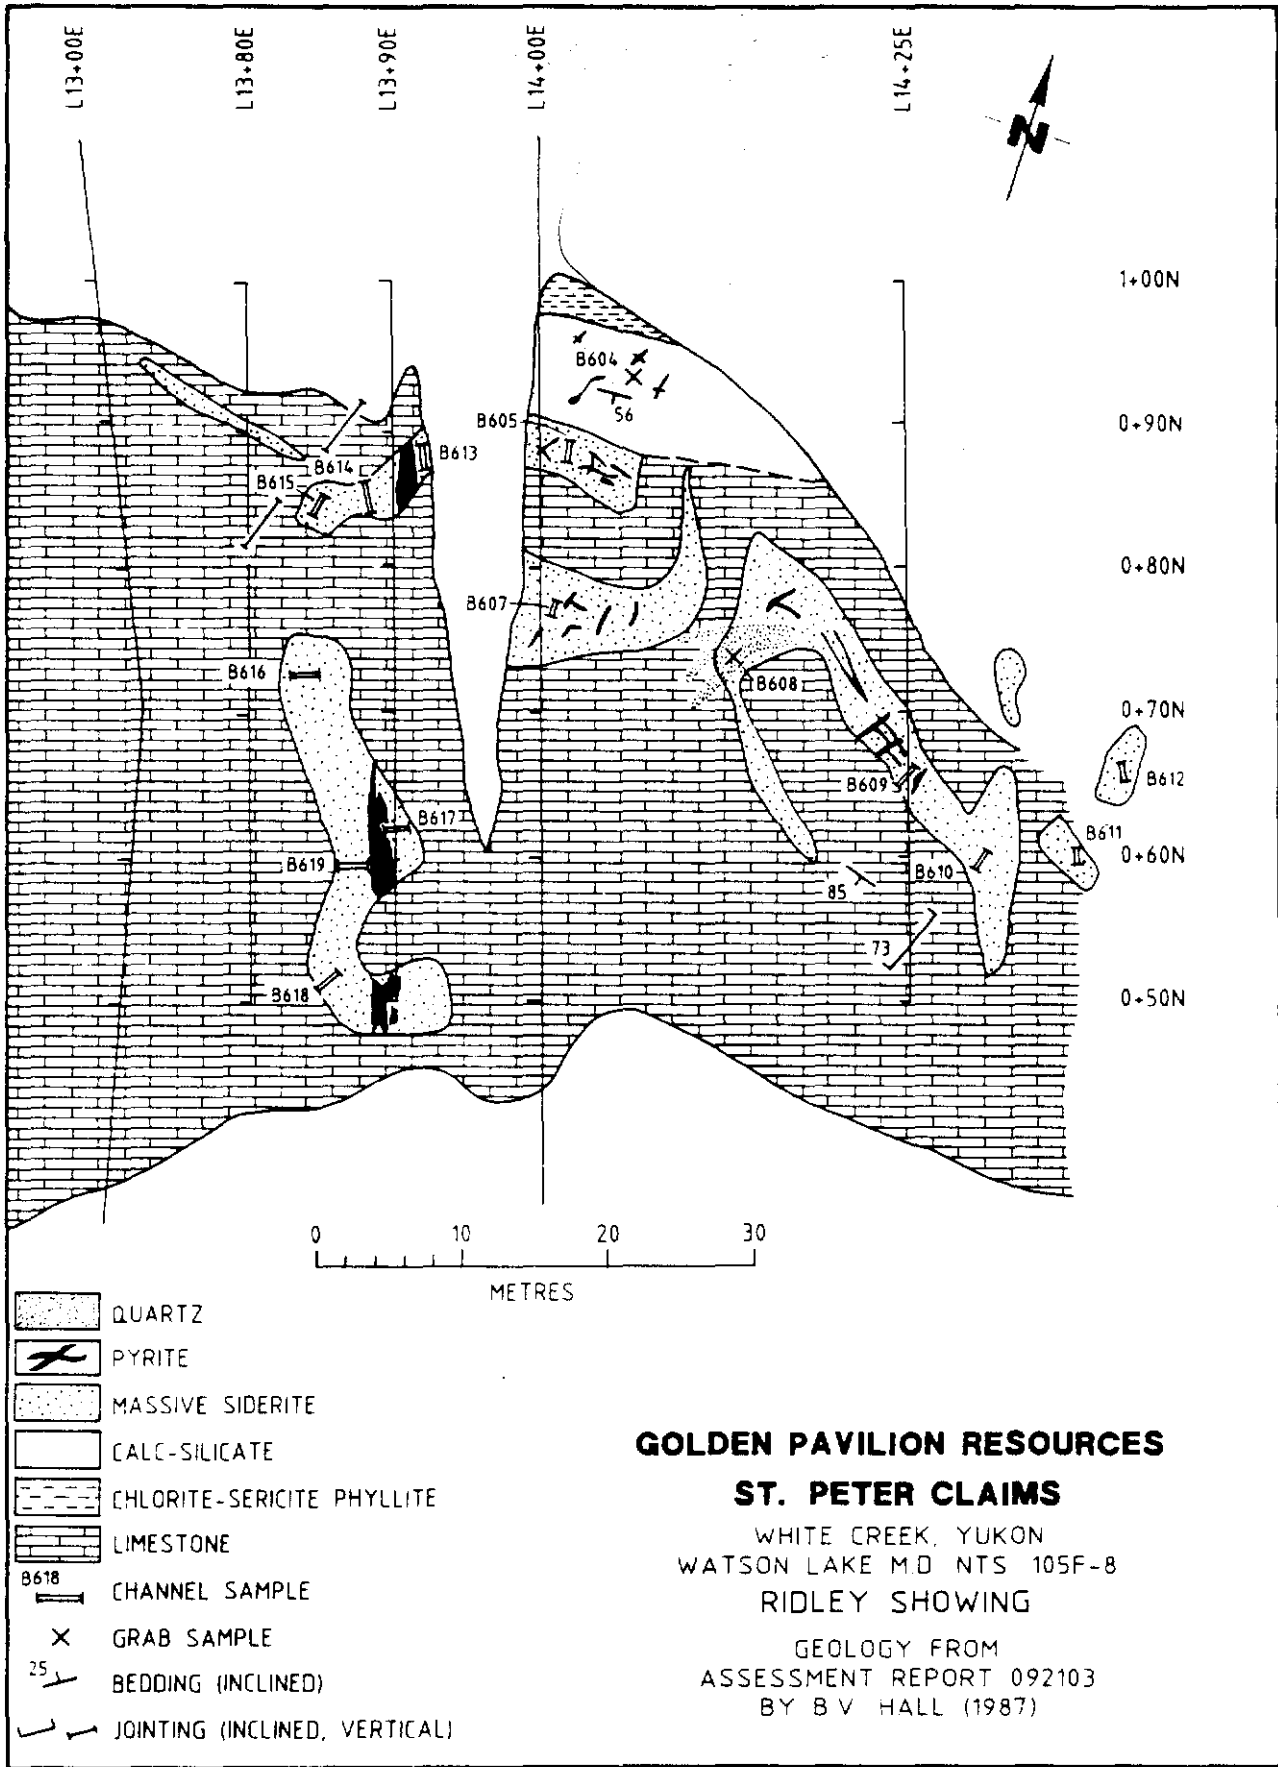 L13+00E
L13+80E
L13+90E
L14+00E
L14+25E
N
1+00N
B604
56
B605
0+90N
B613
B614
B615
0+80N
B607
B616
B608
0+70N
B609
B612
B617
B611
B619
B610
0+60N
85
73
B618
0+50N
0 10 20 30
METRES
QUARTZ
PYRITE
MASSIVE SIDERITE
CALC-SILICATE
CHLORITE-SERICITE PHYLLITE
LIMESTONE
B618
CHANNEL SAMPLE
GRAB SAMPLE
25
BEDDING (INCLINED)
JOINTING (INCLINED, VERTICAL)
GOLDEN PAVILION RESOURCES
ST. PETER CLAIMS
WHITE CREEK, YUKON
WATSON LAKE M.D NTS 105F-8
RIDLEY SHOWING
GEOLOGY FROM
ASSESSMENT REPORT 092103
BY B V HALL (1987)